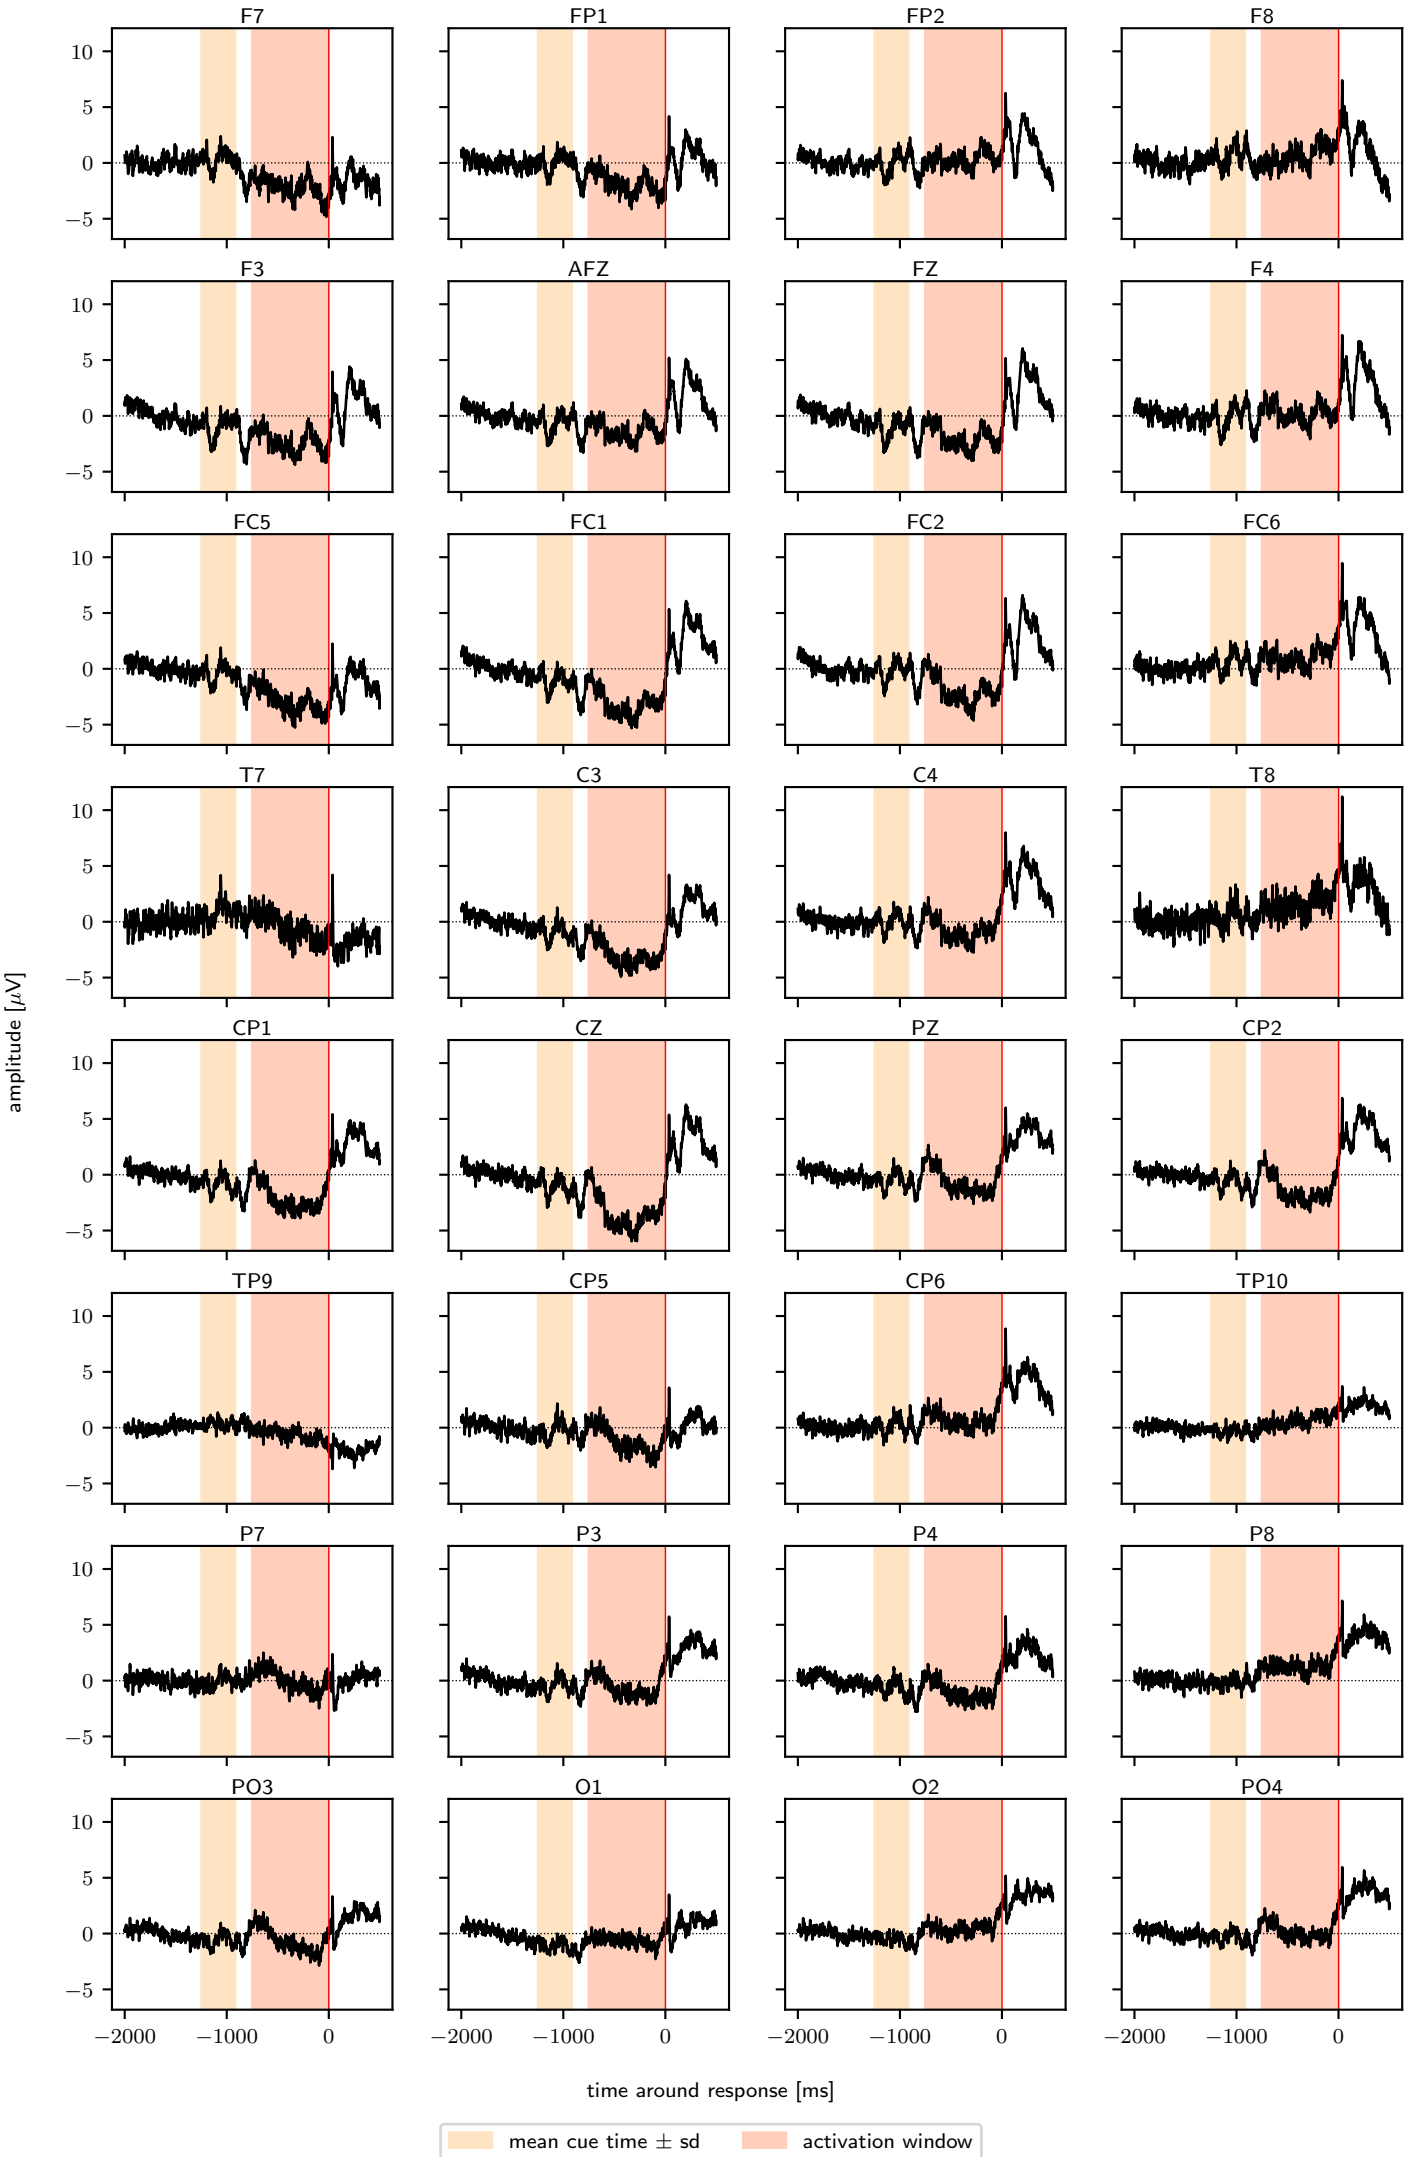 F7 FP1 FP2 F8
10
5
0
−5
F3 AFZ FZ F4
10
5
0
−5
FC5 FC1 FC2 FC6
10
5
0
−5
T7 C3 C4 T8
10
5
0
−5
amplitude [μV]
CP1 CZ PZ CP2
10
5
0
−5
TP9 CP5 CP6 TP10
10
5
0
−5
P7 P3 P4 P8
10
5
0
−5
PO3 O1 O2 PO4
10
5
0
−5
−2000 −1000 0 −2000 −1000 0 −2000 −1000 0 −2000 −1000 0
time around response [ms]
mean cue time ± sd activation window